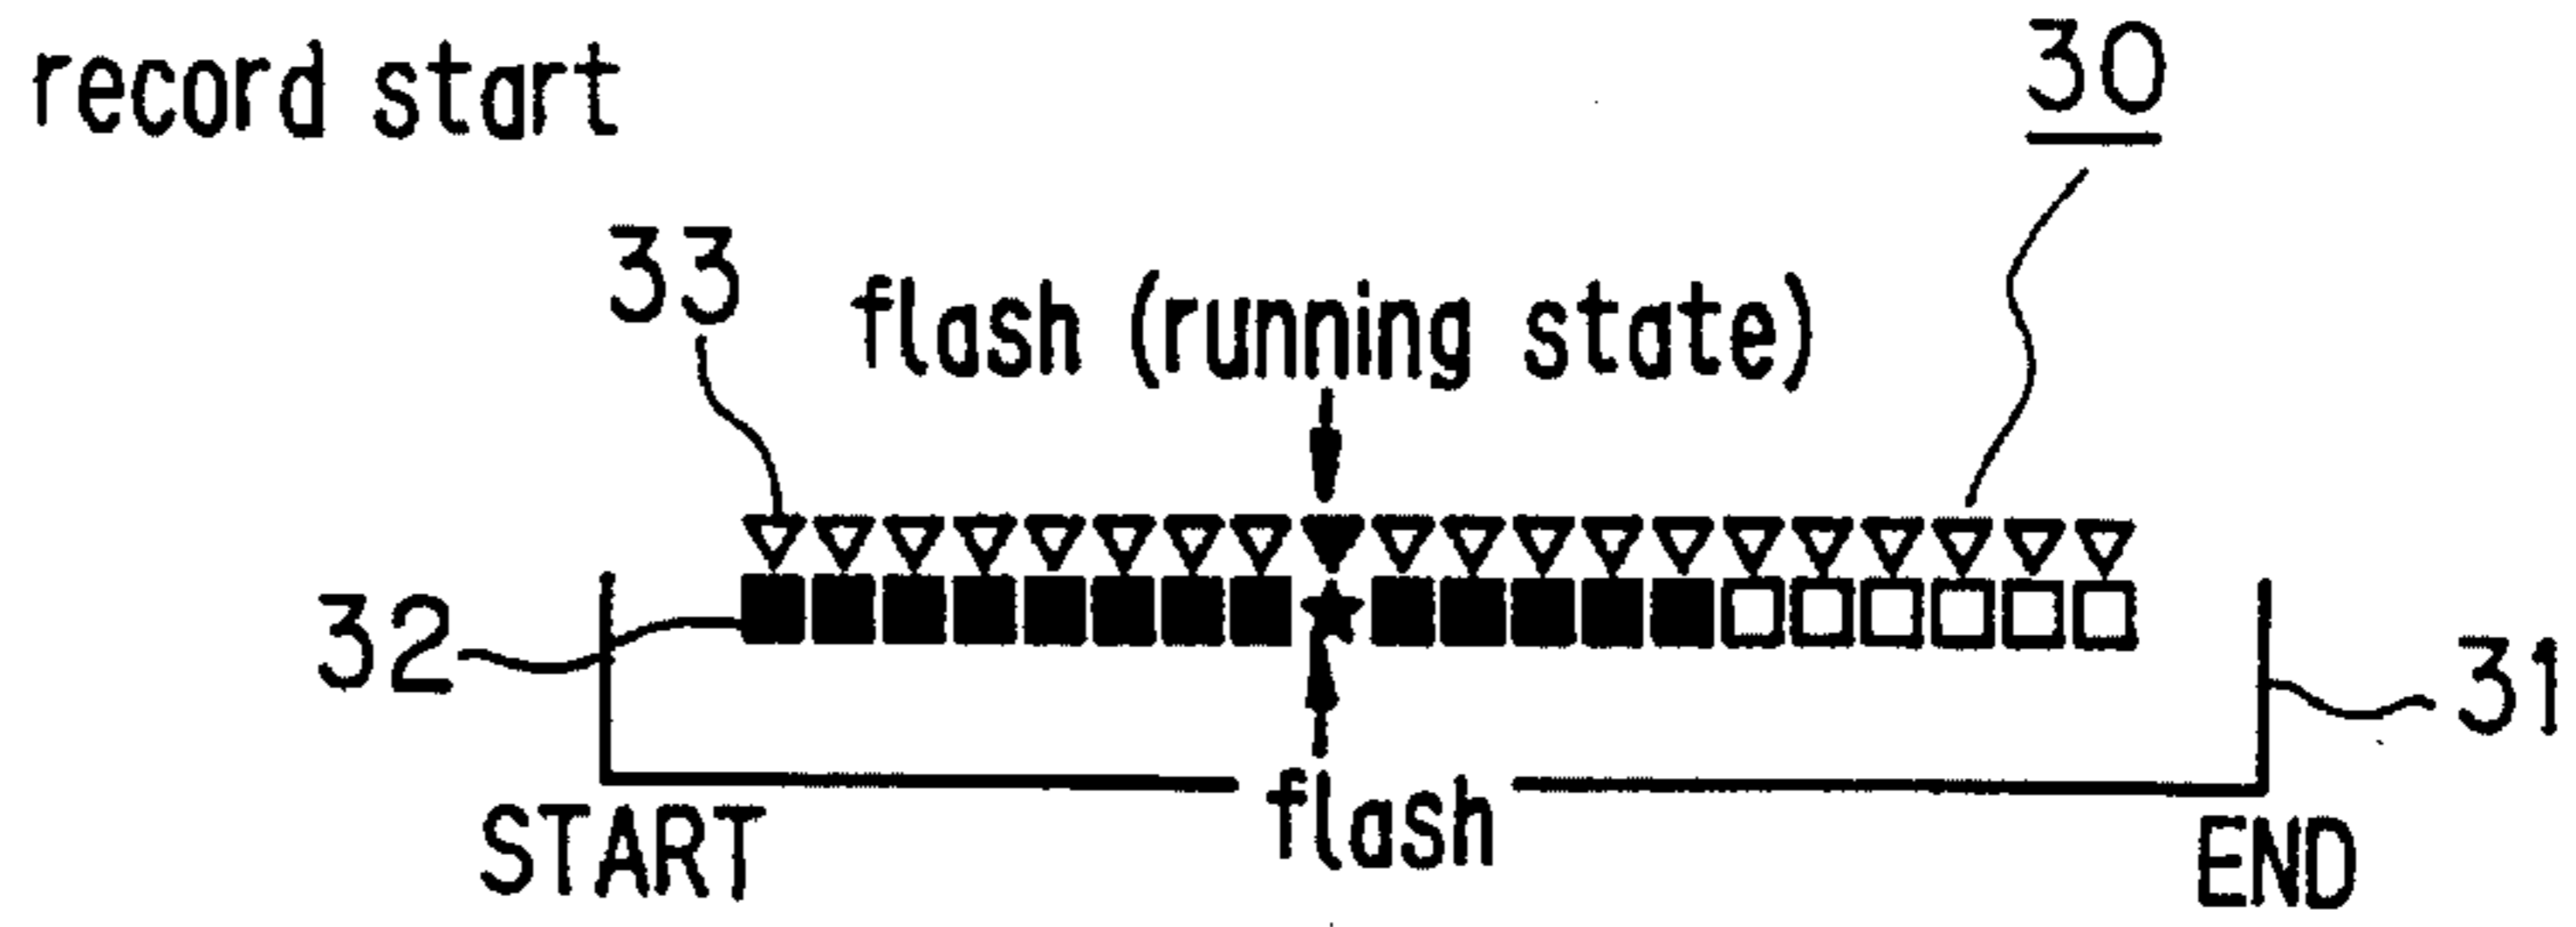 record start
30
33
flash (running state)
32
31
flash
START
END